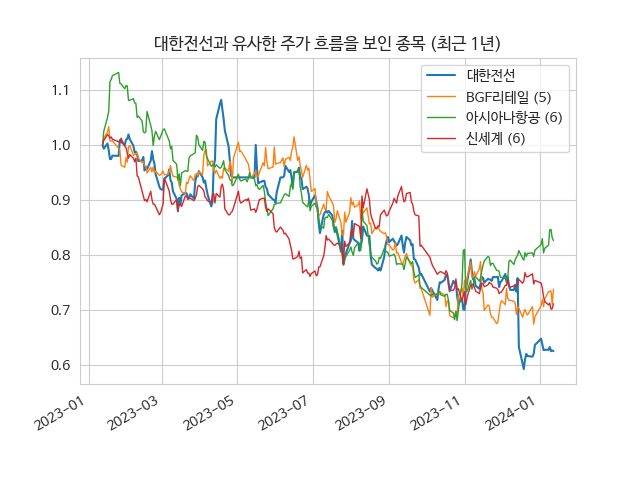 대한전선과 유사한 주가 흐름을 보인 종목 (최근 1년)
대한전선
BGF리테일 (5)
아시아나항공 (6)
신세계 (6)
1.1
1.0
0.9
0.8
0.7
0.6
2023-01
2023-03
2023-05
2023-07
2023-09
2023-11
2024-01